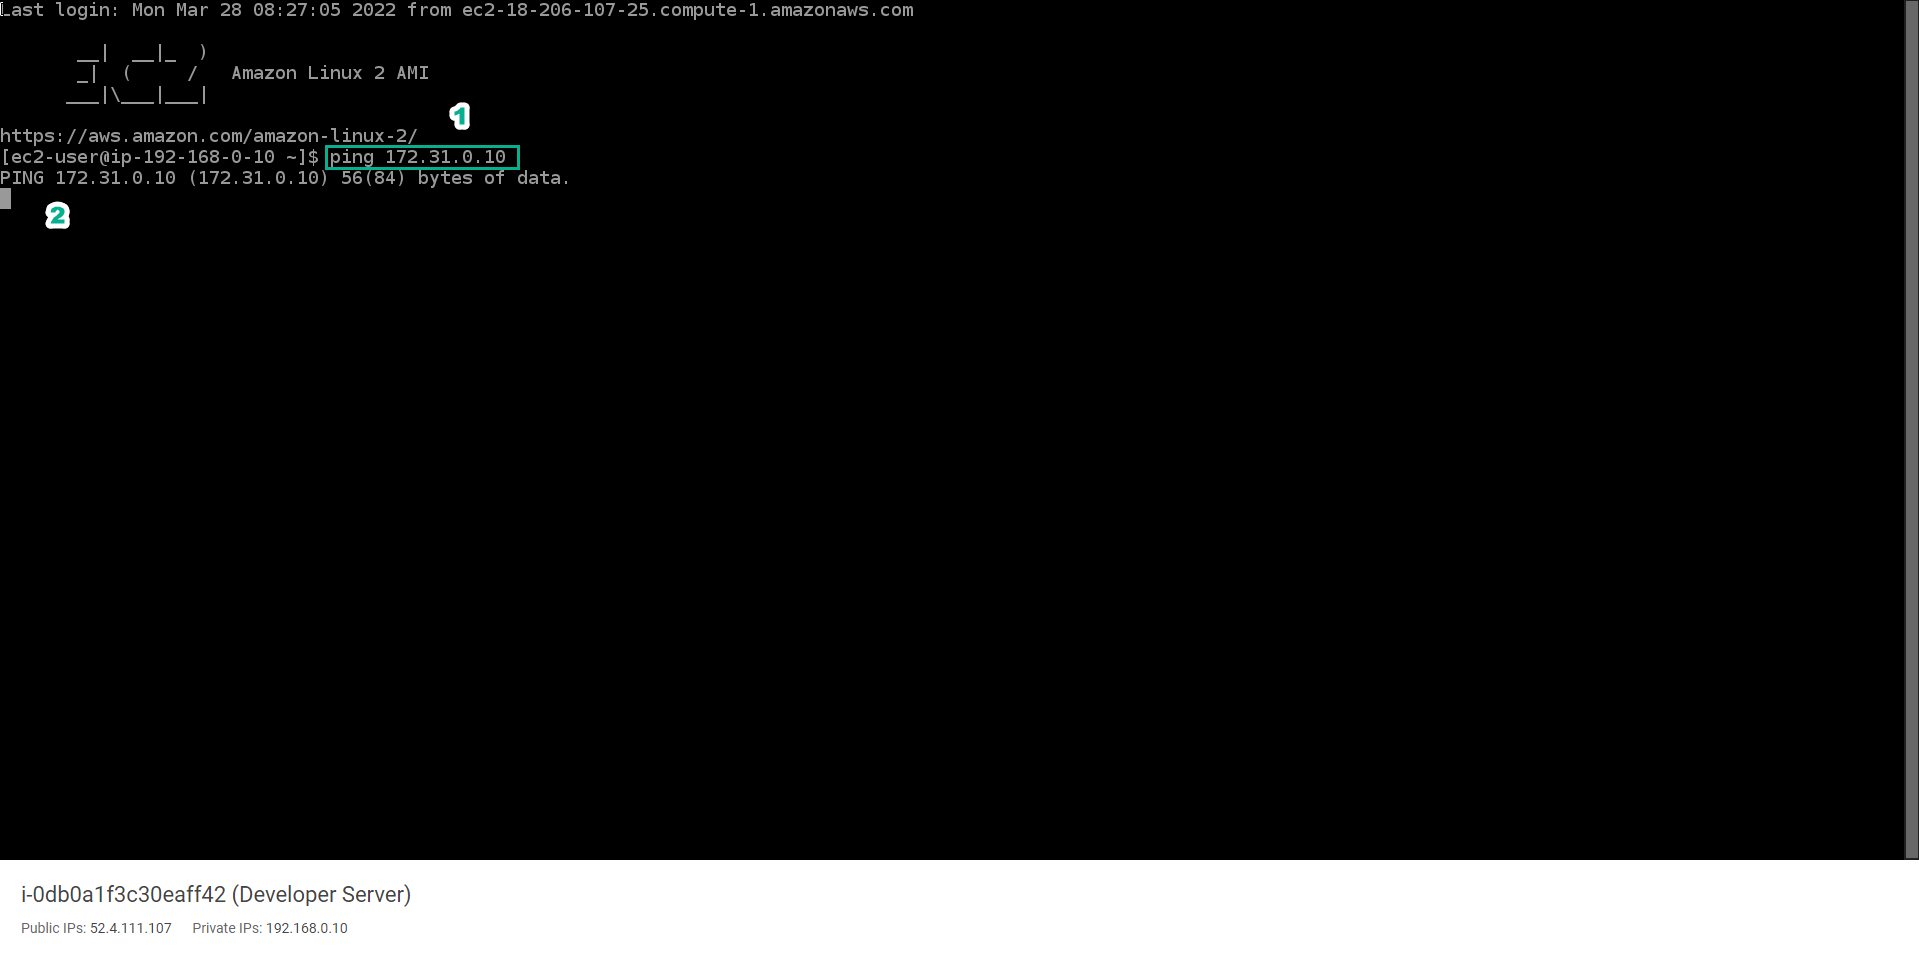 Last login: Mon Mar 28 08:27:05 2022 from ec2-18-206-107-25.compute-1.amazonaws.com
       __|  __|_  )
       _|  (     /   Amazon Linux 2 AMI
      ___|\___|___|
1
https://aws.amazon.com/amazon-linux-2/
[ec2-user@ip-192-168-0-10 ~]$ ping 172.31.0.10
PING 172.31.0.10 (172.31.0.10) 56(84) bytes of data.
2
i-0db0a1f3c30eaff42 (Developer Server)
Public IPs: 52.4.111.107 Private IPs: 192.168.0.10